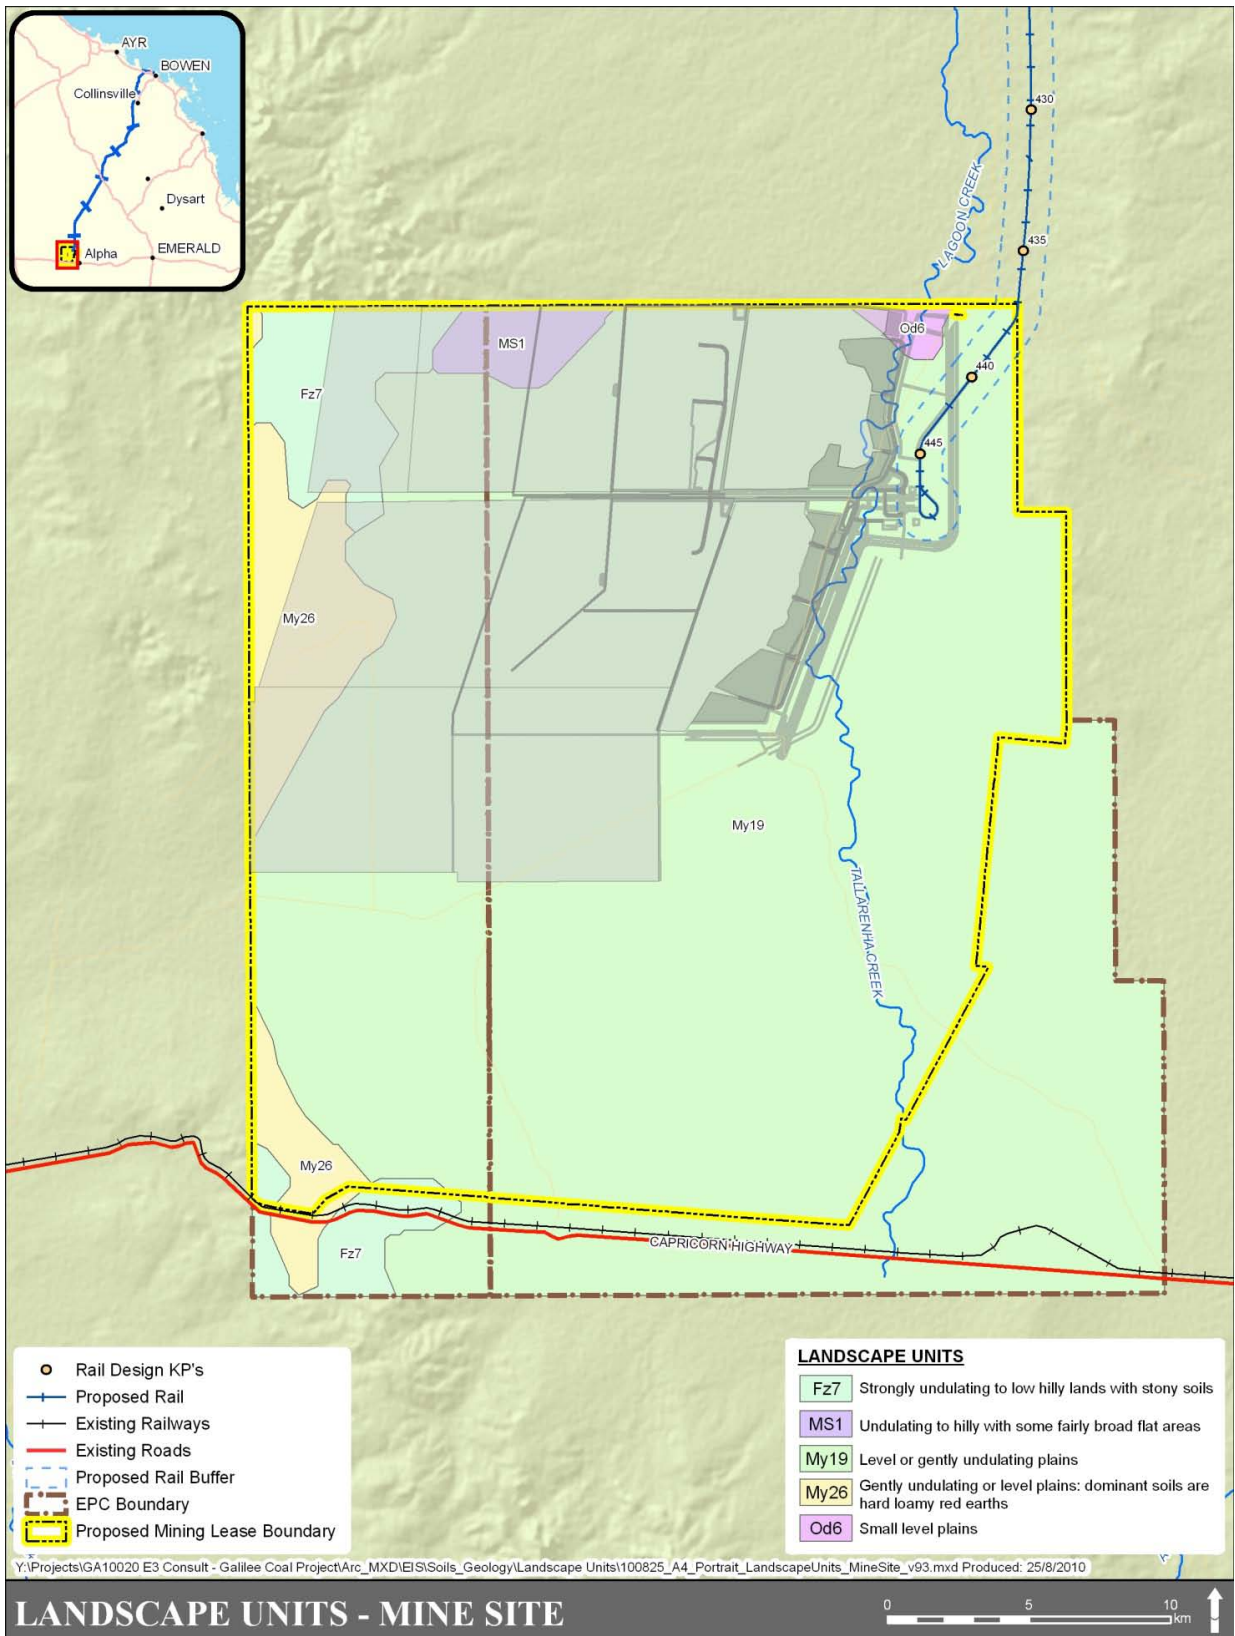 AYR
BOWEN
Collinsville
Dysart
Alpha
EMERALD
430
LAGOON CREEK
435
Od6
MS1
440
Fz7
445
My26
My19
TALLARENHA CREEK
My26
CAPRICORN HIGHWAY
Fz7
Rail Design KP's
Proposed Rail
Existing Railways
Existing Roads
Proposed Rail Buffer
EPC Boundary
Proposed Mining Lease Boundary
LANDSCAPE UNITS
Fz7 Strongly undulating to low hilly lands with stony soils
MS1 Undulating to hilly with some fairly broad flat areas
My19 Level or gently undulating plains
My26 Gently undulating or level plains: dominant soils are
hard loamy red earths
Od6 Small level plains
Y:\Projects\GA10020 E3 Consult - Galilee Coal Project\Arc_MXD\EIS\Soils_Geology\Landscape Units\100825_A4_Portrait_LandscapeUnits_MineSite_v93.mxd Produced: 25/8/2010
LANDSCAPE UNITS - MINE SITE
0 5 10
km